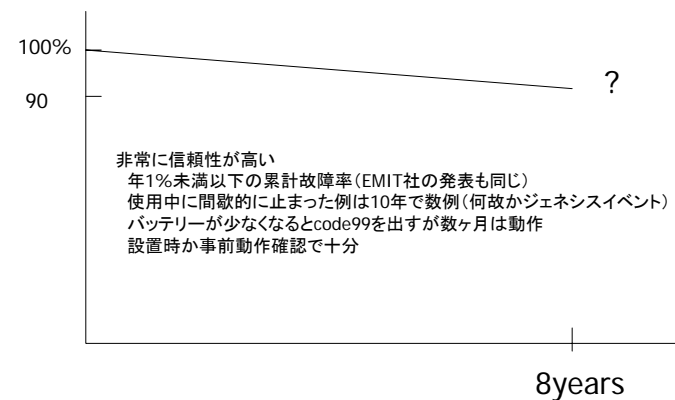 100%
90
?
非常に信頼性が高い
年1%未満以下の累計故障率(EMIT社の発表も同じ)
使用中に間歇的に止まった例は10年で数例(何故かジェネシスイベント)
バッテリーが少なくなるとcode99を出すが数ヶ月は動作
設置時か事前動作確認で十分
8years